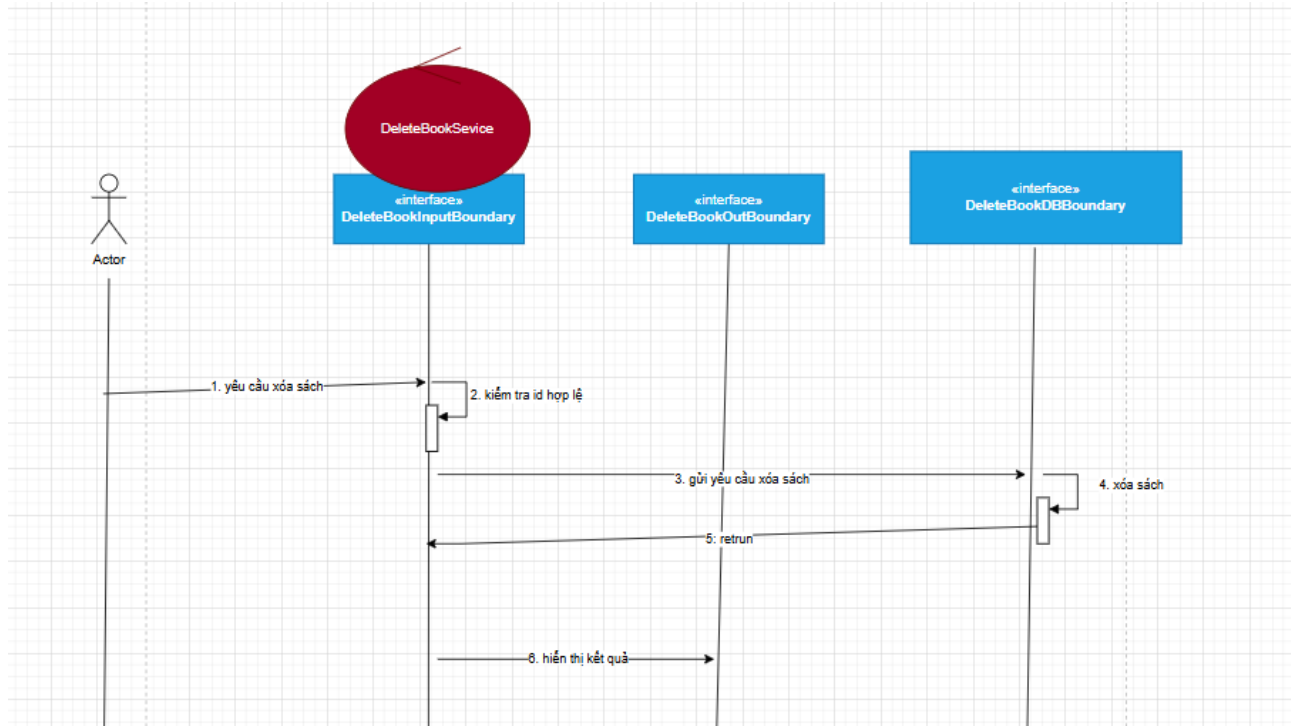 DeleteBookSevice
«interface»
DeleteBookInputBoundary
«interface»
DeleteBookOutBoundary
«interface»
DeleteBookDBBoundary
Actor
1. yêu cầu xóa sách
2. kiểm tra id hợp lệ
3. gửi yêu cầu xóa sách
4. xóa sách
5: retrun
6. hiển thị kết quả